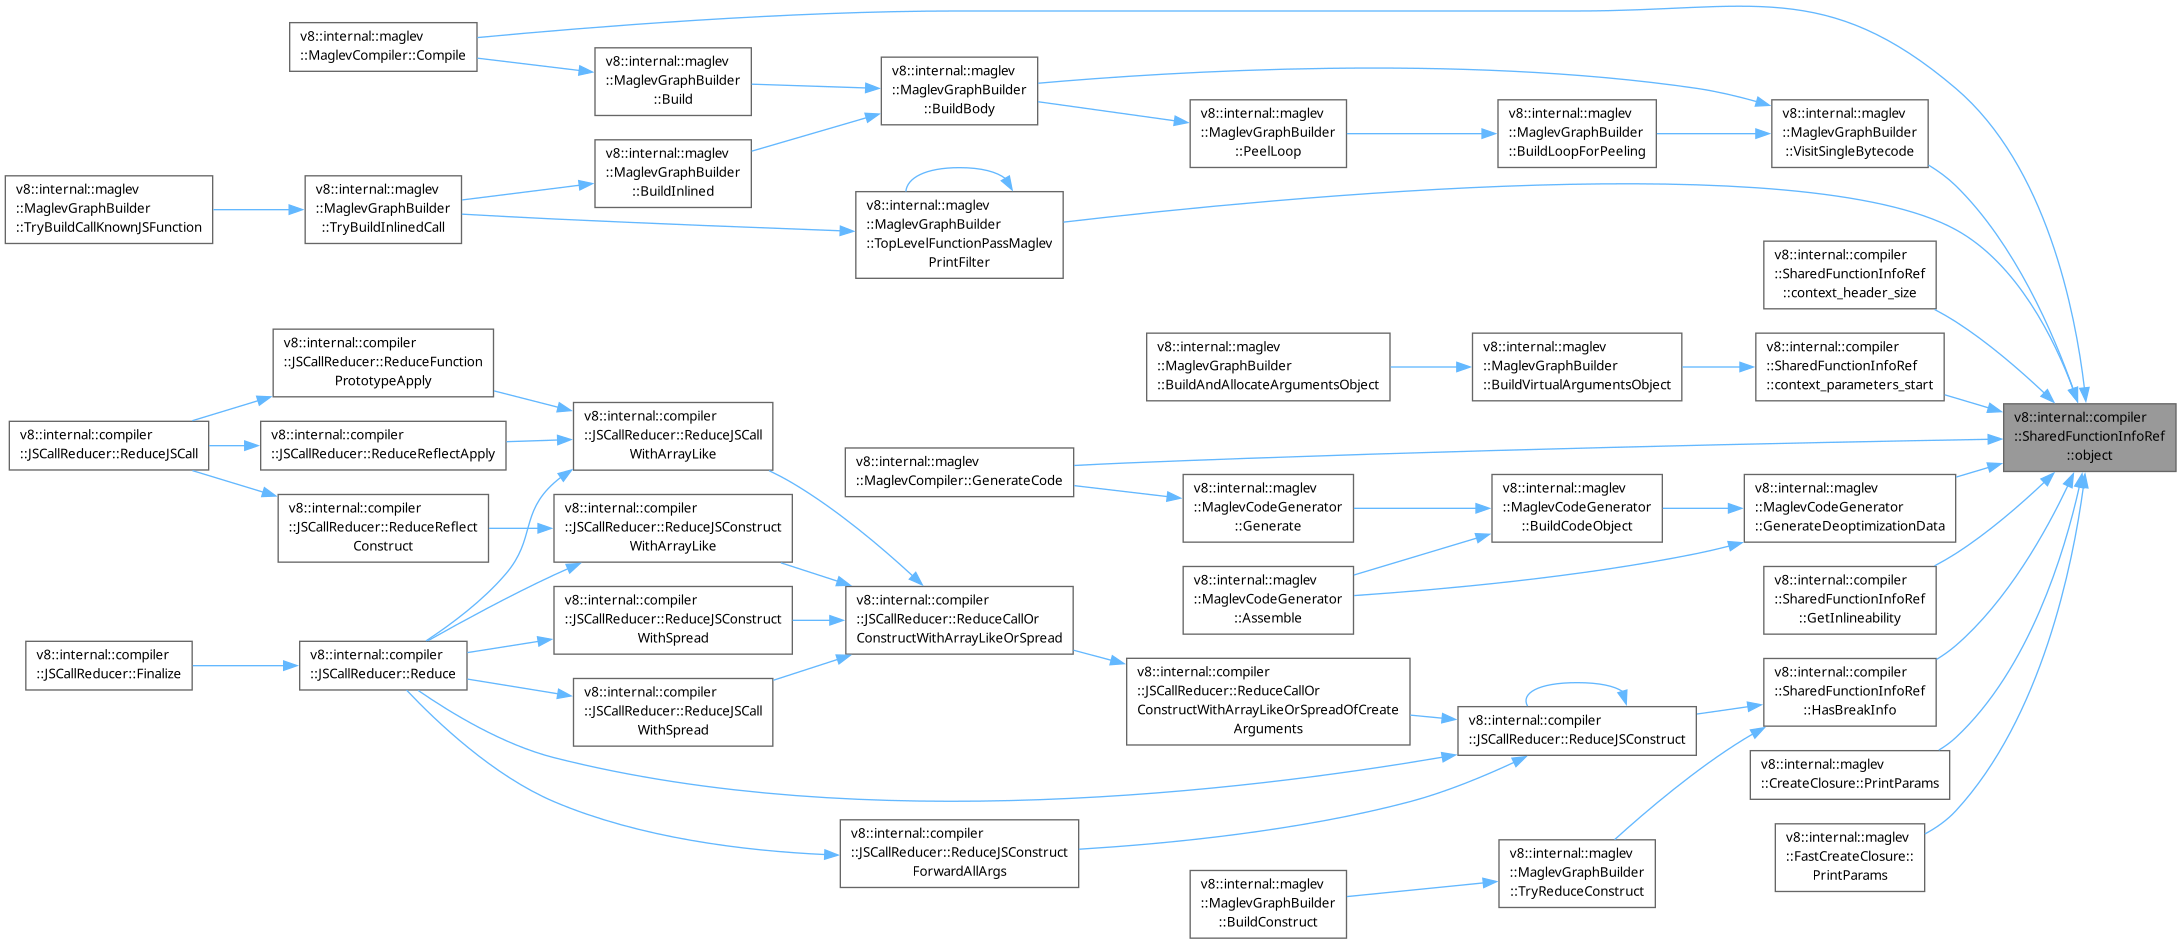 v8::internal::maglev
::MaglevCompiler::Compile
v8::internal::maglev
::MaglevGraphBuilder
::Build
v8::internal::maglev
::MaglevGraphBuilder
::BuildBody
v8::internal::maglev
::MaglevGraphBuilder
::PeelLoop
v8::internal::maglev
::MaglevGraphBuilder
::BuildLoopForPeeling
v8::internal::maglev
::MaglevGraphBuilder
::VisitSingleBytecode
v8::internal::maglev
::MaglevGraphBuilder
::BuildInlined
v8::internal::maglev
::MaglevGraphBuilder
::TryBuildCallKnownJSFunction
v8::internal::maglev
::MaglevGraphBuilder
::TryBuildInlinedCall
v8::internal::maglev
::MaglevGraphBuilder
::TopLevelFunctionPassMaglev
PrintFilter
v8::internal::compiler
::SharedFunctionInfoRef
::context_header_size
v8::internal::compiler
::JSCallReducer::ReduceFunction
PrototypeApply
v8::internal::maglev
::MaglevGraphBuilder
::BuildAndAllocateArgumentsObject
v8::internal::maglev
::MaglevGraphBuilder
::BuildVirtualArgumentsObject
v8::internal::compiler
::SharedFunctionInfoRef
::context_parameters_start
v8::internal::compiler
::SharedFunctionInfoRef
::object
v8::internal::compiler
::JSCallReducer::ReduceJSCall
v8::internal::compiler
::JSCallReducer::ReduceReflectApply
v8::internal::compiler
::JSCallReducer::ReduceJSCall
WithArrayLike
v8::internal::maglev
::MaglevCompiler::GenerateCode
v8::internal::maglev
::MaglevCodeGenerator
::Generate
v8::internal::maglev
::MaglevCodeGenerator
::BuildCodeObject
v8::internal::maglev
::MaglevCodeGenerator
::GenerateDeoptimizationData
v8::internal::compiler
::JSCallReducer::ReduceReflect
Construct
v8::internal::compiler
::JSCallReducer::ReduceJSConstruct
WithArrayLike
v8::internal::maglev
::MaglevCodeGenerator
::Assemble
v8::internal::compiler
::SharedFunctionInfoRef
::GetInlineability
v8::internal::compiler
::JSCallReducer::ReduceJSConstruct
WithSpread
v8::internal::compiler
::JSCallReducer::ReduceCallOr
ConstructWithArrayLikeOrSpread
v8::internal::compiler
::JSCallReducer::Finalize
v8::internal::compiler
::JSCallReducer::Reduce
v8::internal::compiler
::JSCallReducer::ReduceJSCall
WithSpread
v8::internal::compiler
::JSCallReducer::ReduceCallOr
ConstructWithArrayLikeOrSpreadOfCreate
Arguments
v8::internal::compiler
::JSCallReducer::ReduceJSConstruct
v8::internal::compiler
::SharedFunctionInfoRef
::HasBreakInfo
v8::internal::maglev
::CreateClosure::PrintParams
v8::internal::compiler
::JSCallReducer::ReduceJSConstruct
ForwardAllArgs
v8::internal::maglev
::FastCreateClosure::
PrintParams
v8::internal::maglev
::MaglevGraphBuilder
::TryReduceConstruct
v8::internal::maglev
::MaglevGraphBuilder
::BuildConstruct